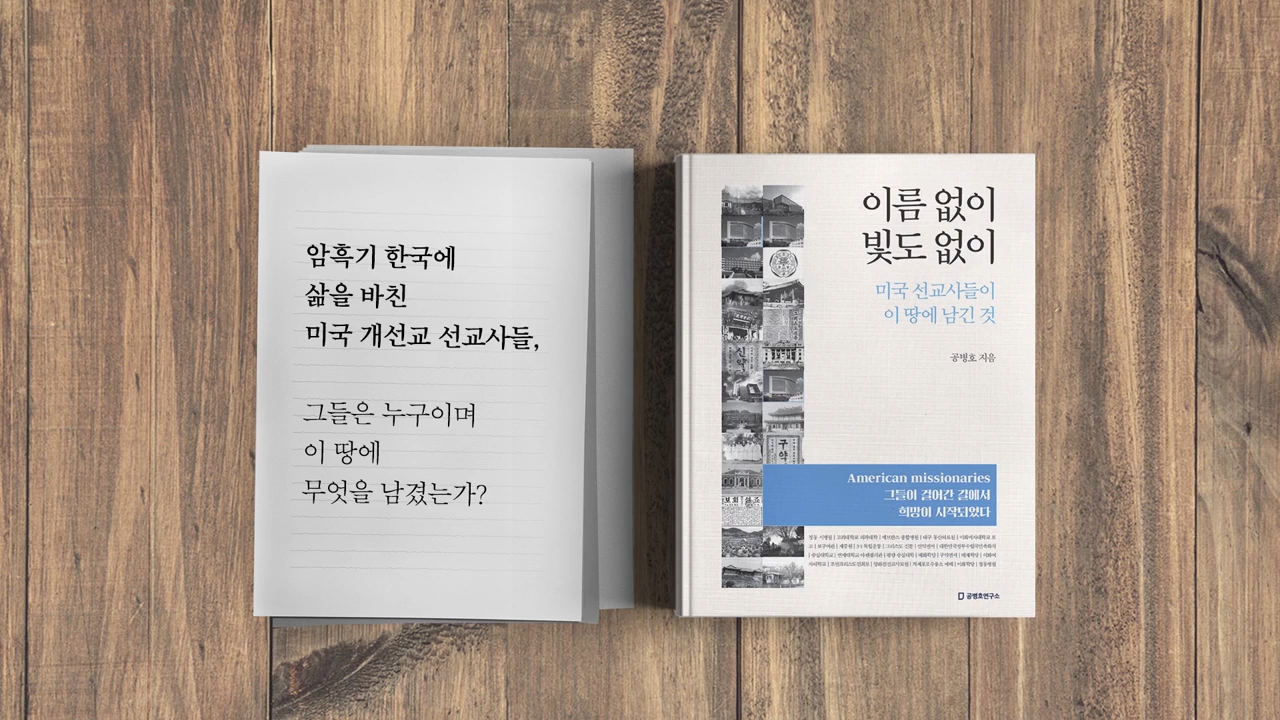 암흑기 한국에
삶을 바친
미국 개선교 선교사들,
그들은 누구이며
이 땅에
무엇을 남겼는가?
이름 없이
빛도 없이
미국 선교사들이
이 땅에 남긴 것
공병호 지음
신약
구약
American missionaries
그들이 걸어간 길에서
희망이 시작되었다
공병호연구소